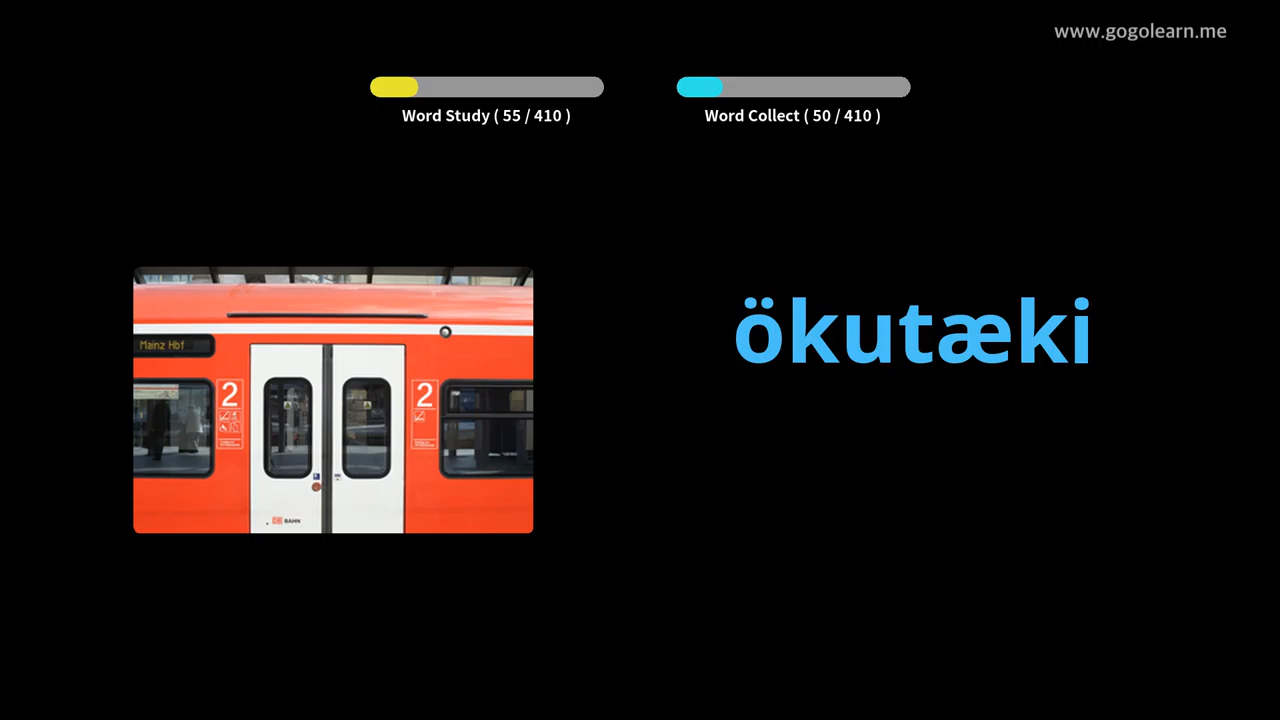 www.gogolearn.me
Word Study ( 55 / 410 )
Word Collect ( 50 / 410 )
ökutæki
Mainz Hbf
2
2
DB BAHN